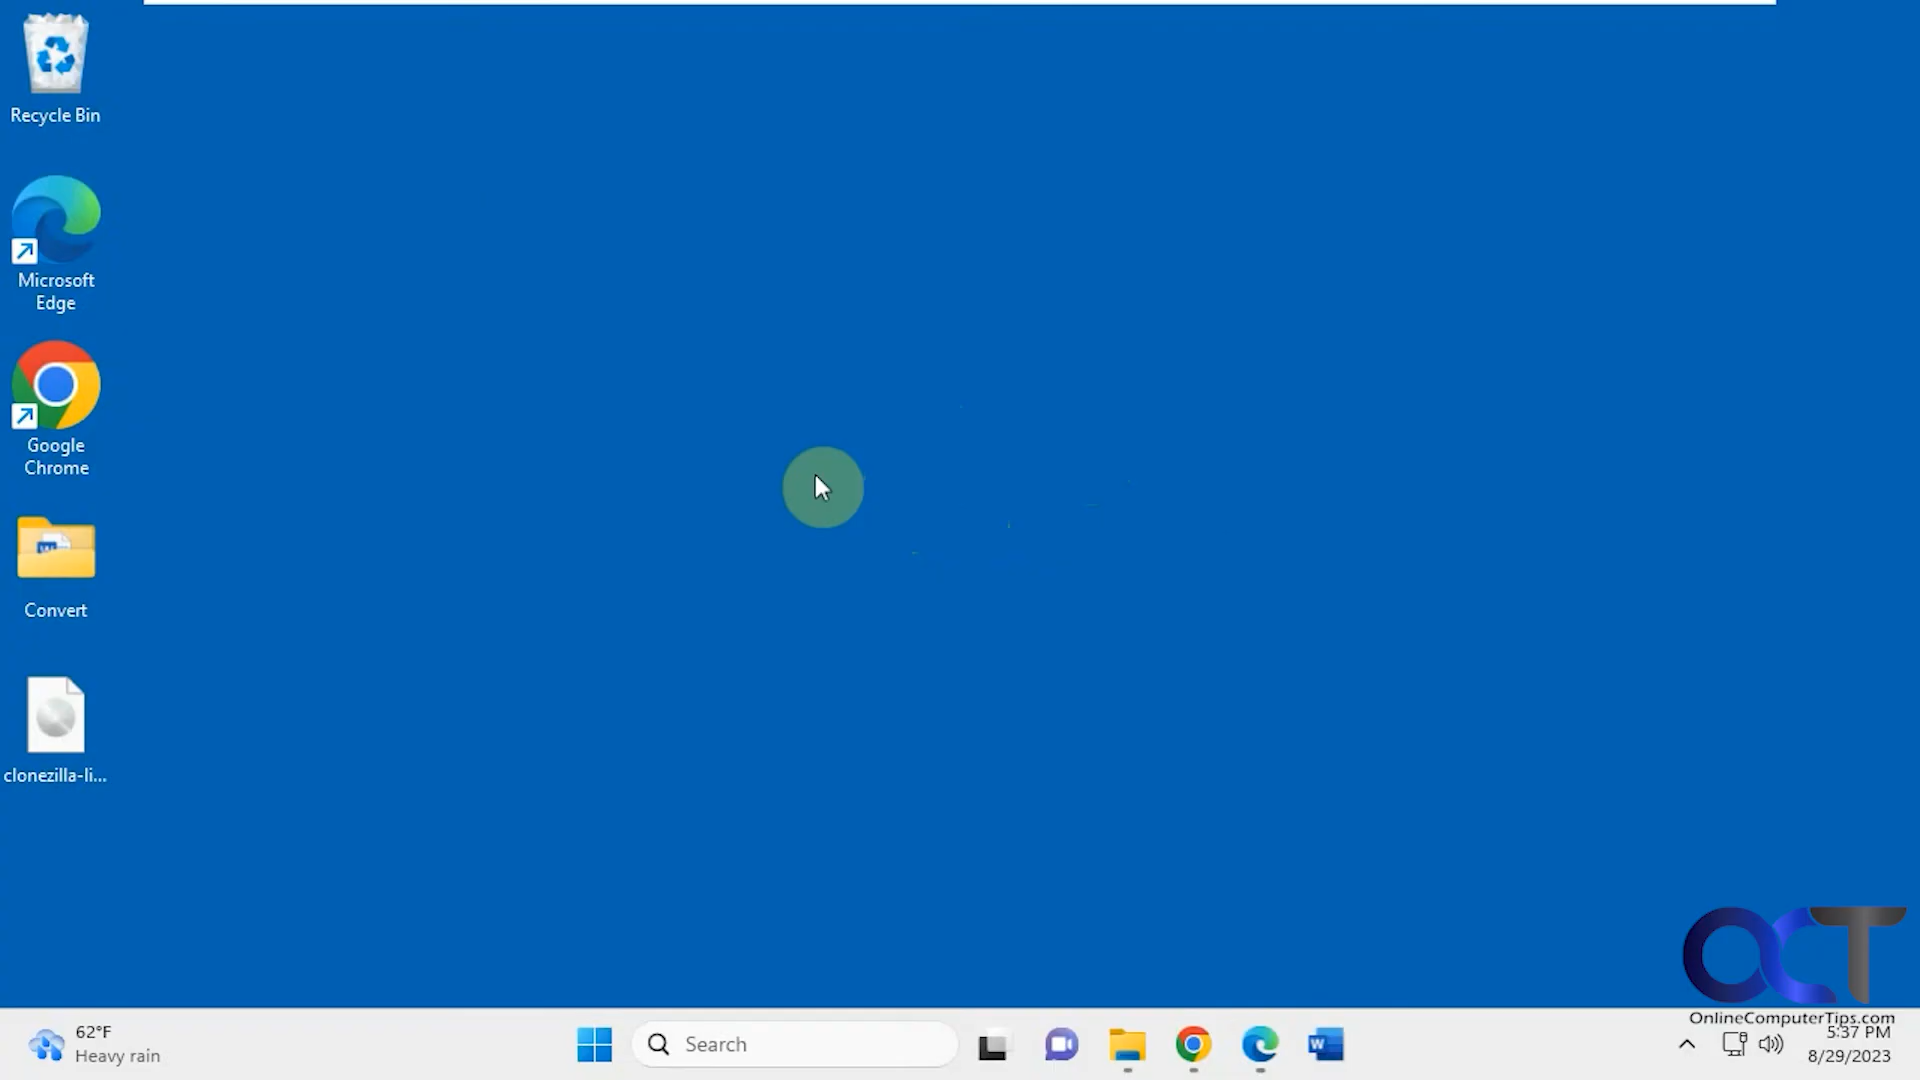 Recycle Bin
Microsoft
Edge
Google
Chrome
W
Convert
clonezilla-li...
OCT
OnlineComputerTips.com
62°F
Heavy rain
Search
W
5:37 PM
8/29/2023